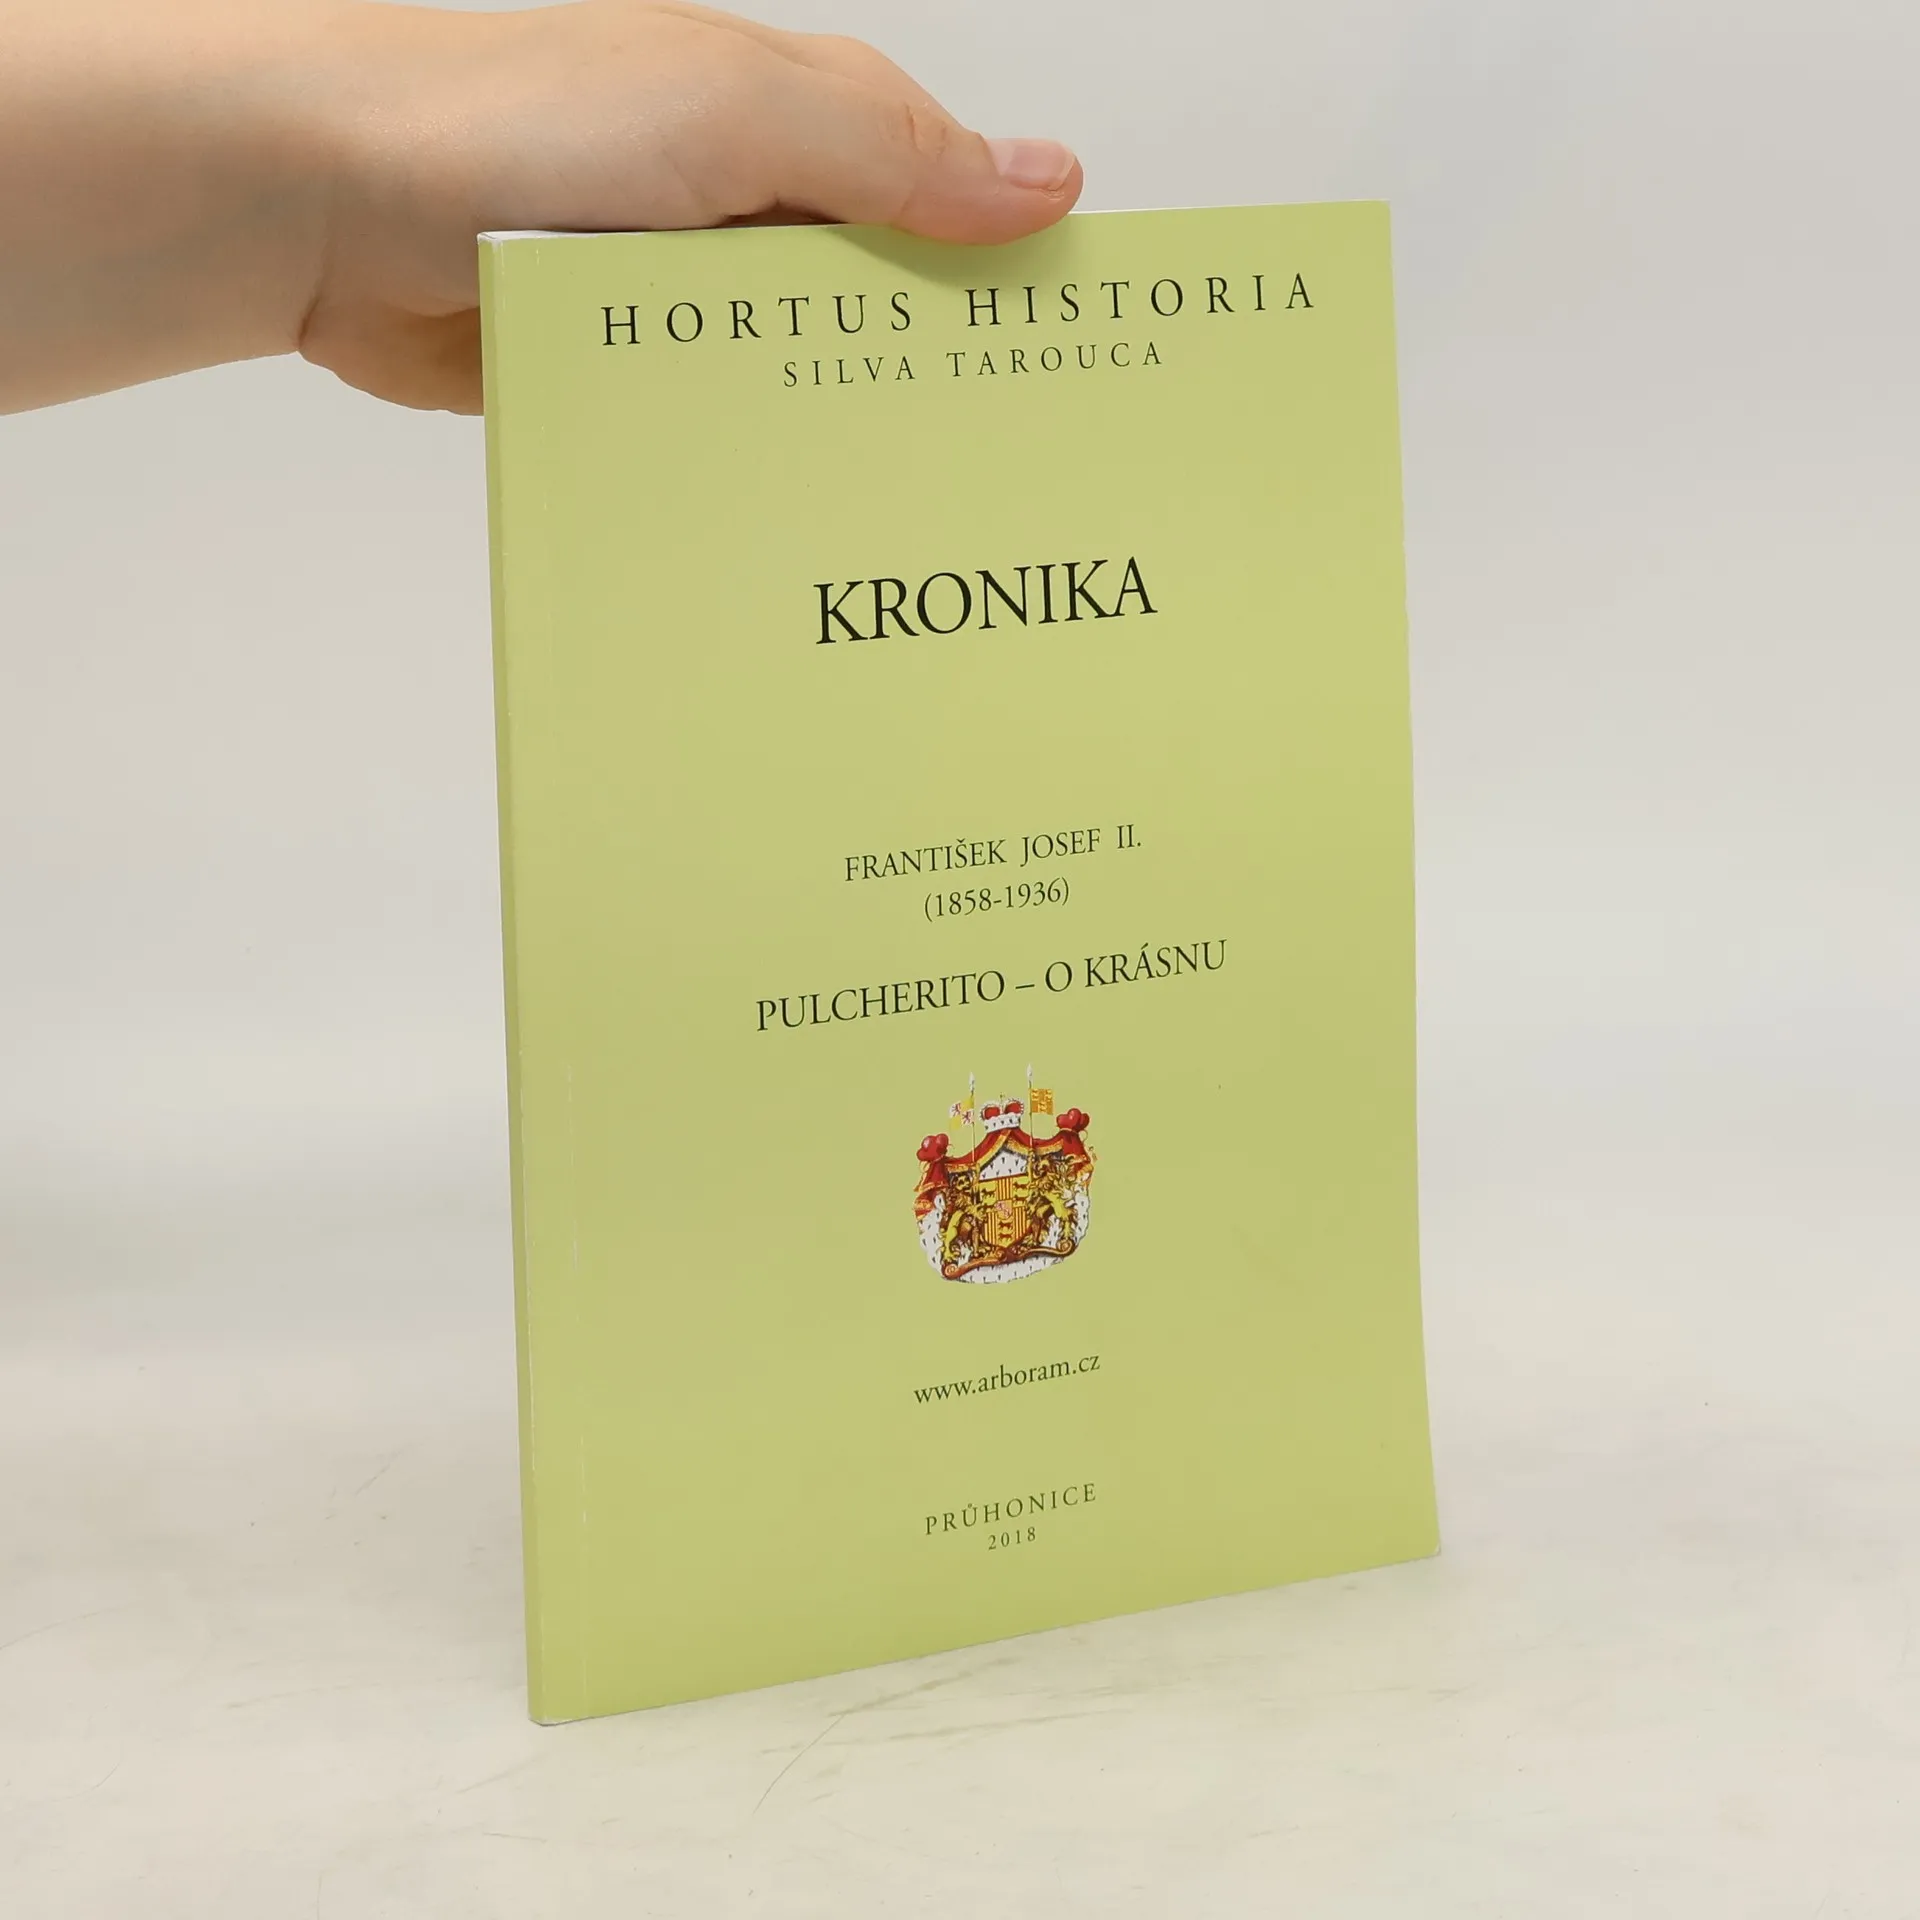 HORTUS HISTORIA
SILVA TAROUCA
KRONIKA
FRANTIŠEK JOSEF II.
(1858-1936)
PULCHERITO – O KRÁSNU
www.arboram.cz
PRŮHONICE
2018